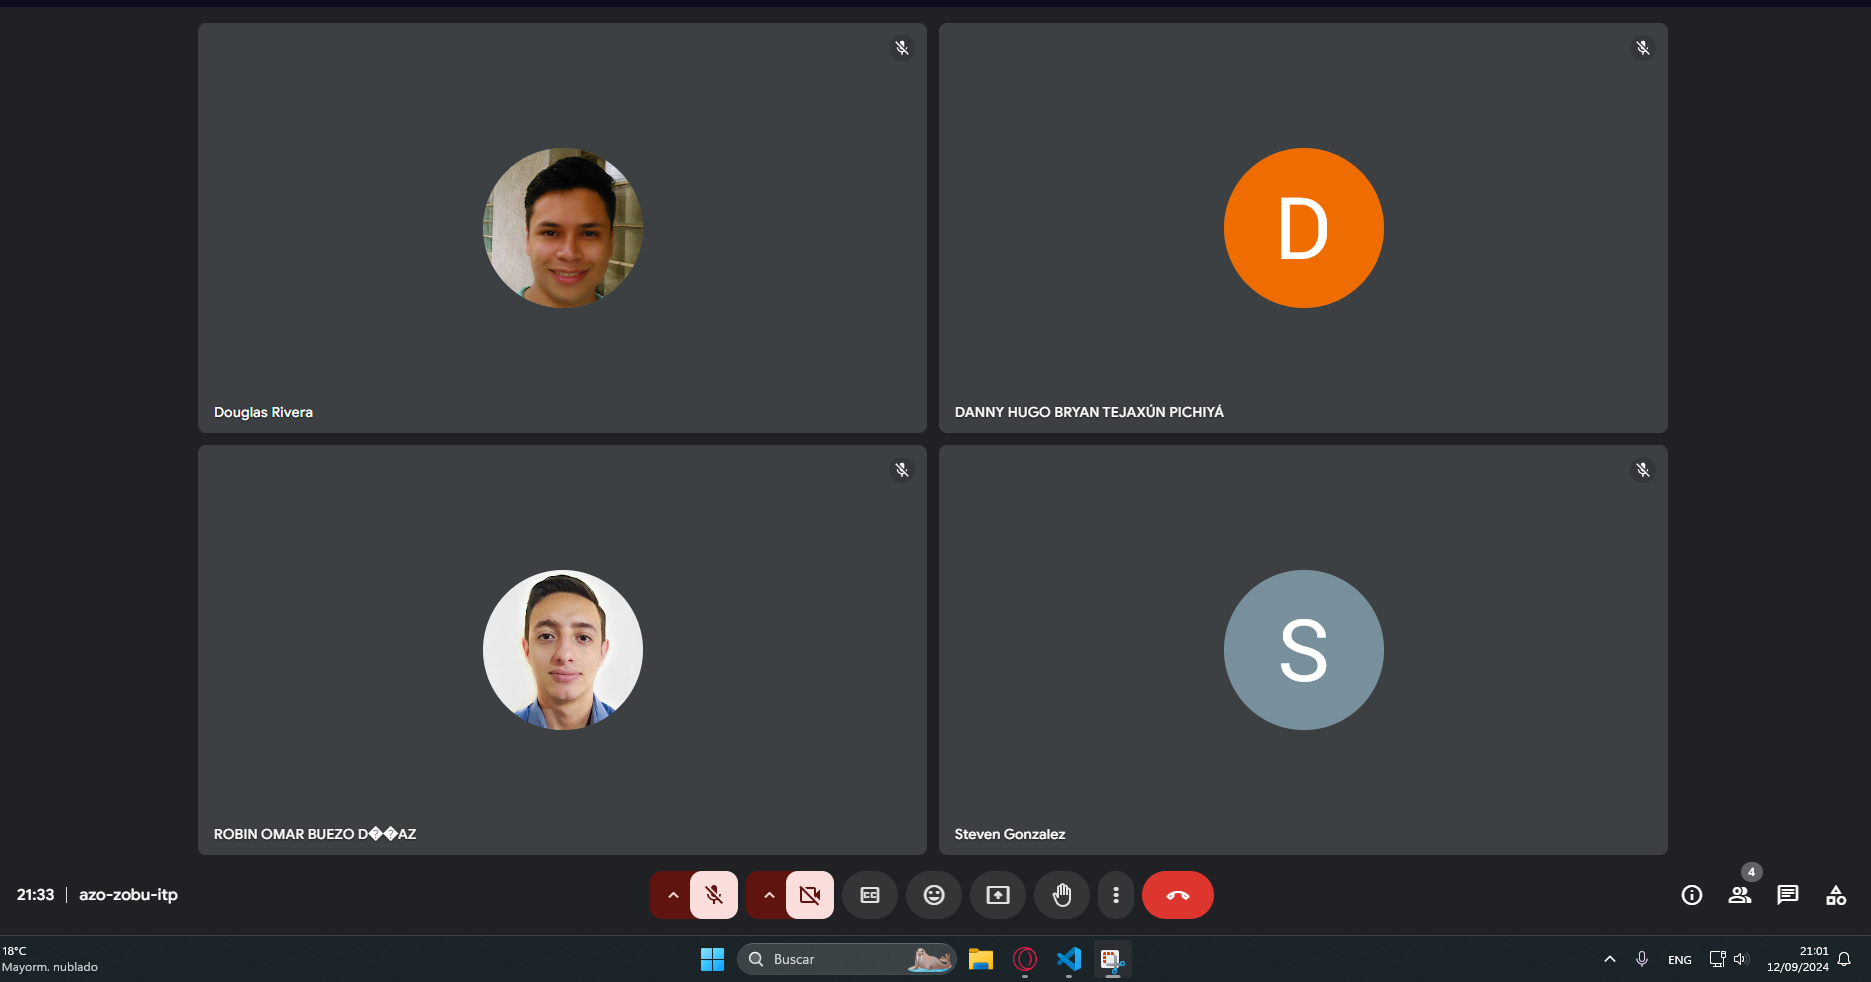 Douglas Rivera
D
DANNY HUGO BRYAN TEJAXÚN PICHIYÁ
ROBIN OMAR BUEZO D��AZ
S
Steven Gonzalez
21:33 | azo-zobu-itp
CC
4
18°C
Mayorm. nublado
Buscar
ENG
21:01
12/09/2024